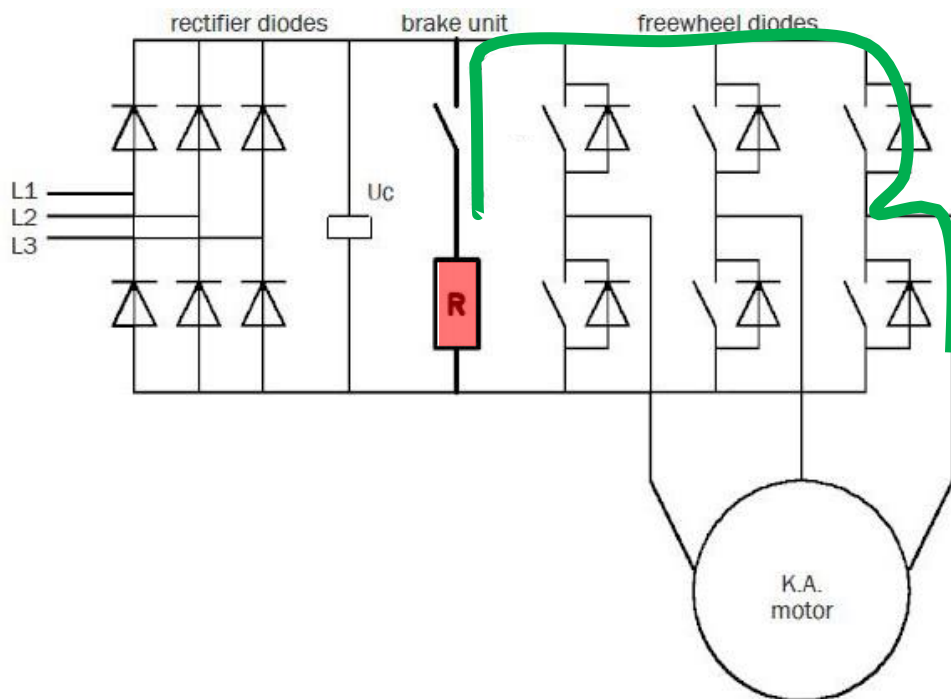 rectifier diodes
brake unit
freewheel diodes
L1
L2
L3
Uc
R
K.A.
motor